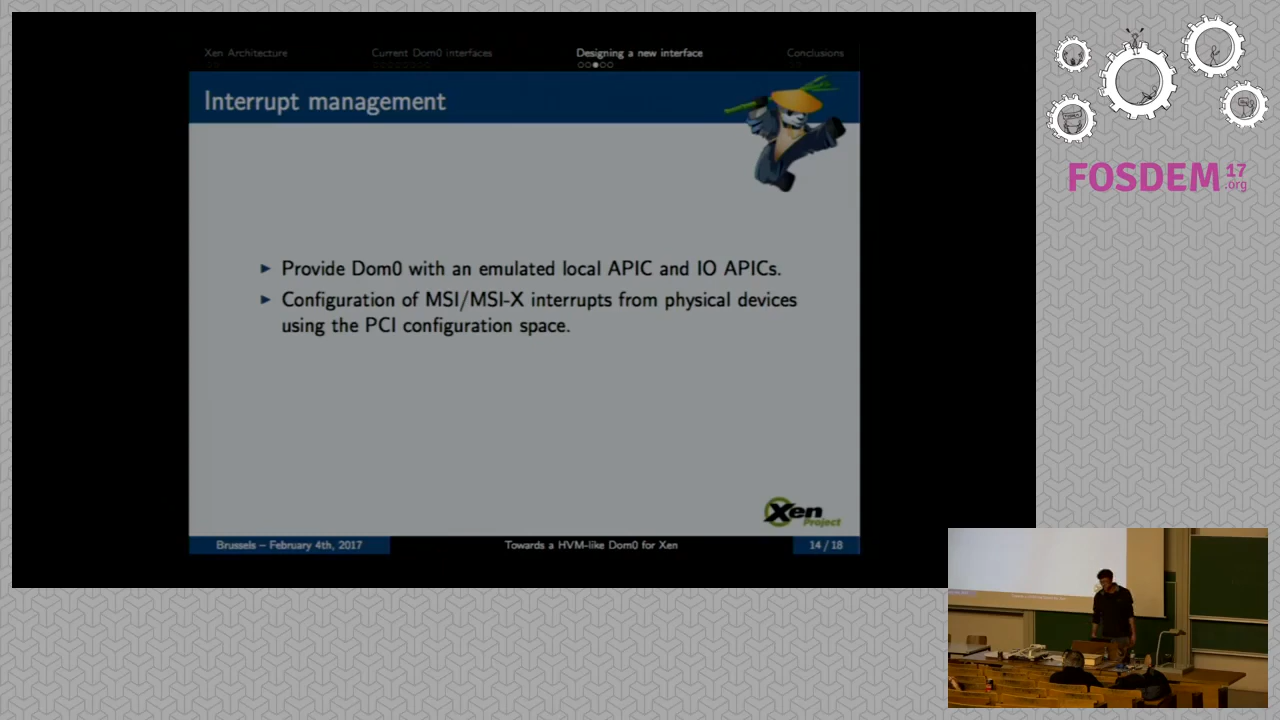 Xen Architecture
Current Dom0 interfaces
Designing a new interface
Conclusions
Interrupt management
Provide Dom0 with an emulated local APIC and IO APICs.
Configuration of MSI/MSI-X interrupts from physical devices
using the PCI configuration space.
Xen
Project
Brussels – February 4th, 2017
Towards a HVM-like Dom0 for Xen
14 / 18
FOSDEM 17
.org